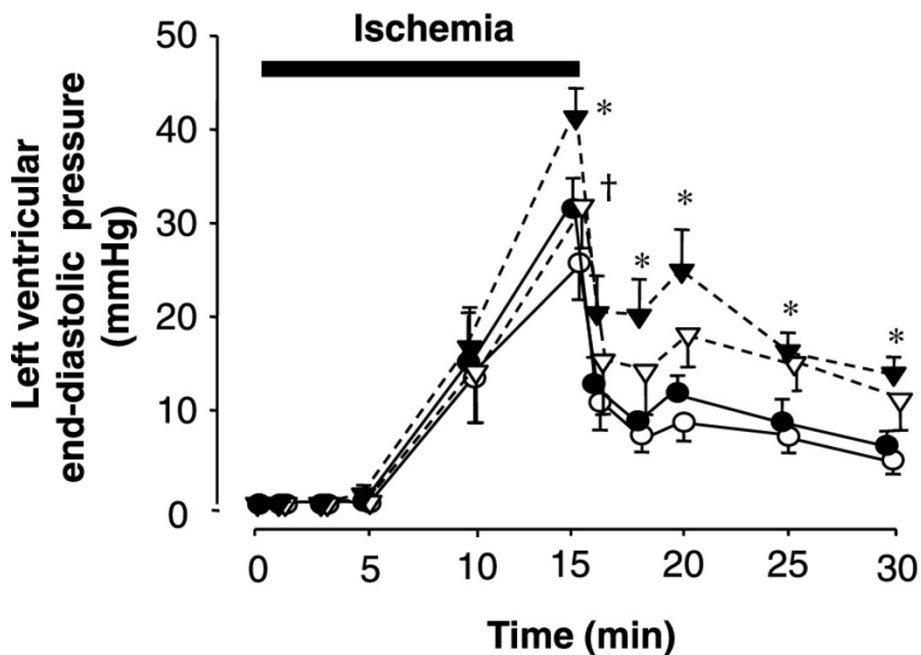 Ischemia
Left ventricular
end-diastolic pressure
(mmHg)
50
40
30
20
10
0
*
†
*
*
*
*
0 5 10 15 20 25 30
Time (min)